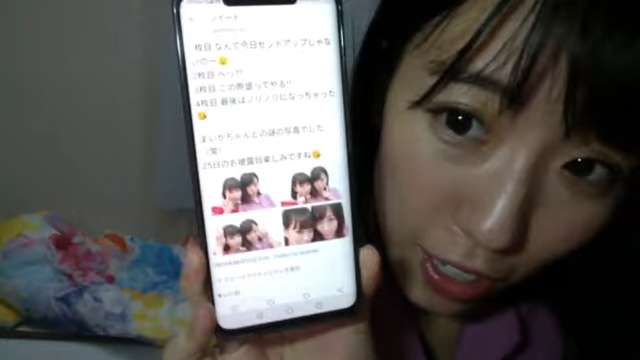 ツイート
枚目 なんで今日セットアップしゃな
いのー
2枚目 へッ??
枚目 この際盛ってやる!!
4枚目 最後はノリノリになっちゃった
まいかちゃんとの謎の写真でした
(笑)
25日のお披露目楽しみですね